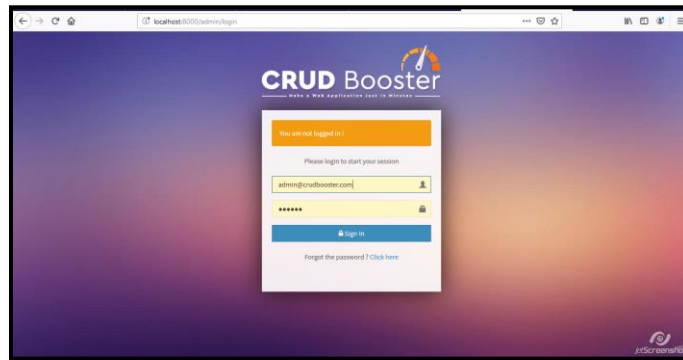 localhost:8000/admin/login
CRUD Booster
Make a Web Application Just in Minutes
You are not logged in !
Please login to start your session
admin@crudbooster.com
••••••
Sign In
Forgot the password ? Click here